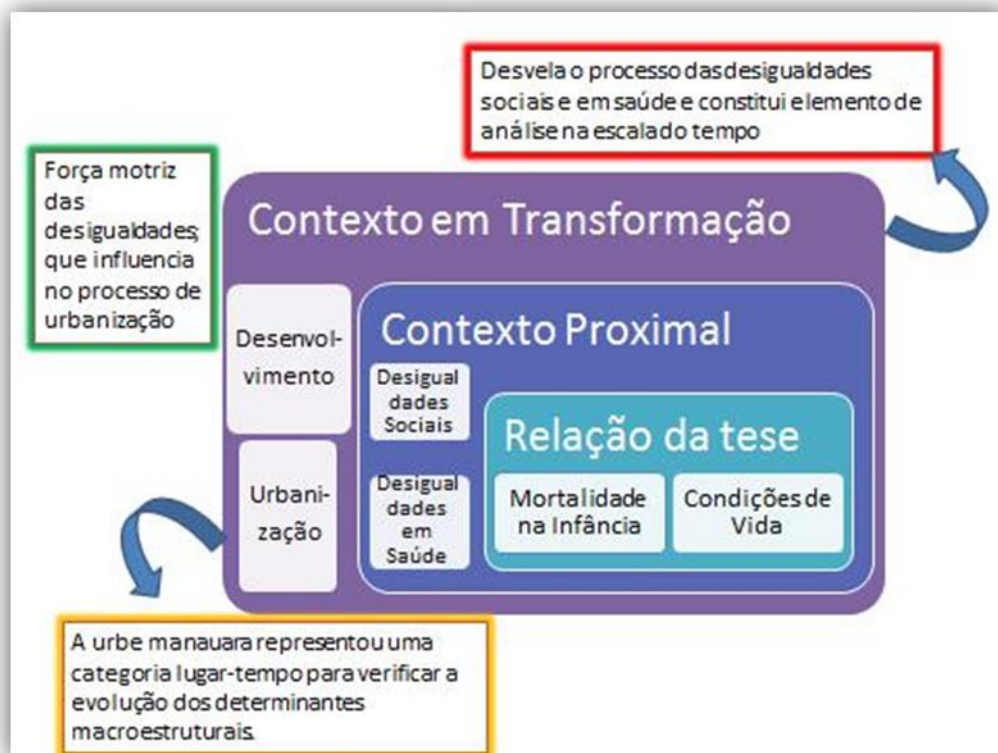 Desvela o processo das desigualdades
sociais e em saúde e constitui elemento de
análise na escala do tempo
Força motriz
das
desigualdades;
que influencia
no processo de
urbanização
Contexto em Transformação
Desenvol-
vimento
Urbani-
zação
Contexto Proximal
Desigual
dades
Sociais
Desigual
dades
em
Saúde
Relação da tese
Mortalidade
na Infância
Condições de
Vida
A urbe manauara representou uma
categoria lugar-tempo para verificar a
evolução dos determinantes
macroestruturais.